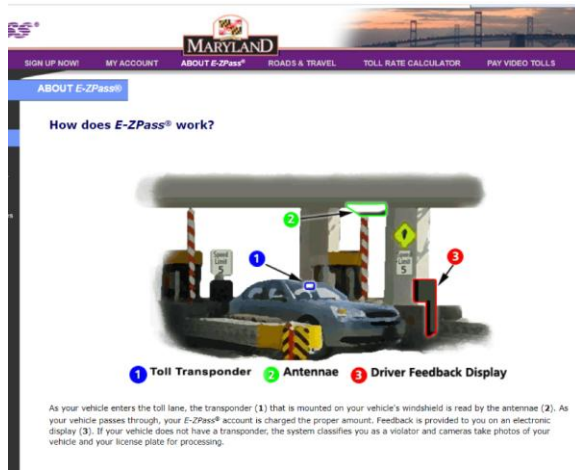 SS®
MARYLAND
SIGN UP NOW! MY ACCOUNT ABOUT E-ZPass® ROADS & TRAVEL TOLL RATE CALCULATOR PAY VIDEO TOLLS
ABOUT E-ZPass®
How does E-ZPass® work?
2
Speed Limit 5
1
Speed Limit 5
3
1 Toll Transponder 2 Antennae 3 Driver Feedback Display
As your vehicle enters the toll lane, the transponder (1) that is mounted on your vehicle's windshield is read by the antennae (2). As
your vehicle passes through, your E-ZPass® account is charged the proper amount. Feedback is provided to you on an electronic
display (3). If your vehicle does not have a transponder, the system classifies you as a violator and cameras take photos of your
vehicle and your license plate for processing.